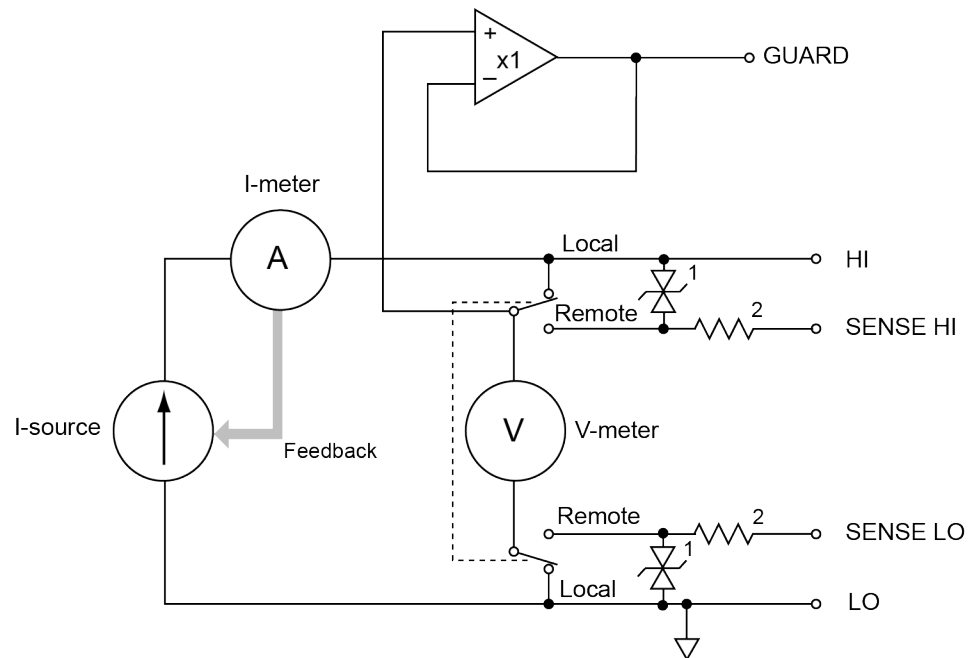 +
x1
−
GUARD
I-meter
A
Local
HI
1
Remote
2
SENSE HI
I-source
V
V-meter
Feedback
Remote
2
SENSE LO
1
Local
LO